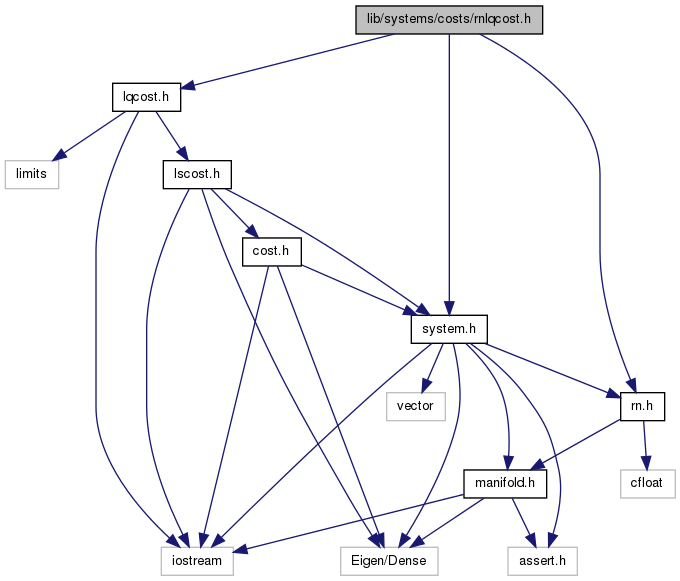 lib/systems/costs/rnlqcost.h
lqcost.h
limits
lscost.h
cost.h
system.h
vector
rn.h
manifold.h
cfloat
iostream
Eigen/Dense
assert.h